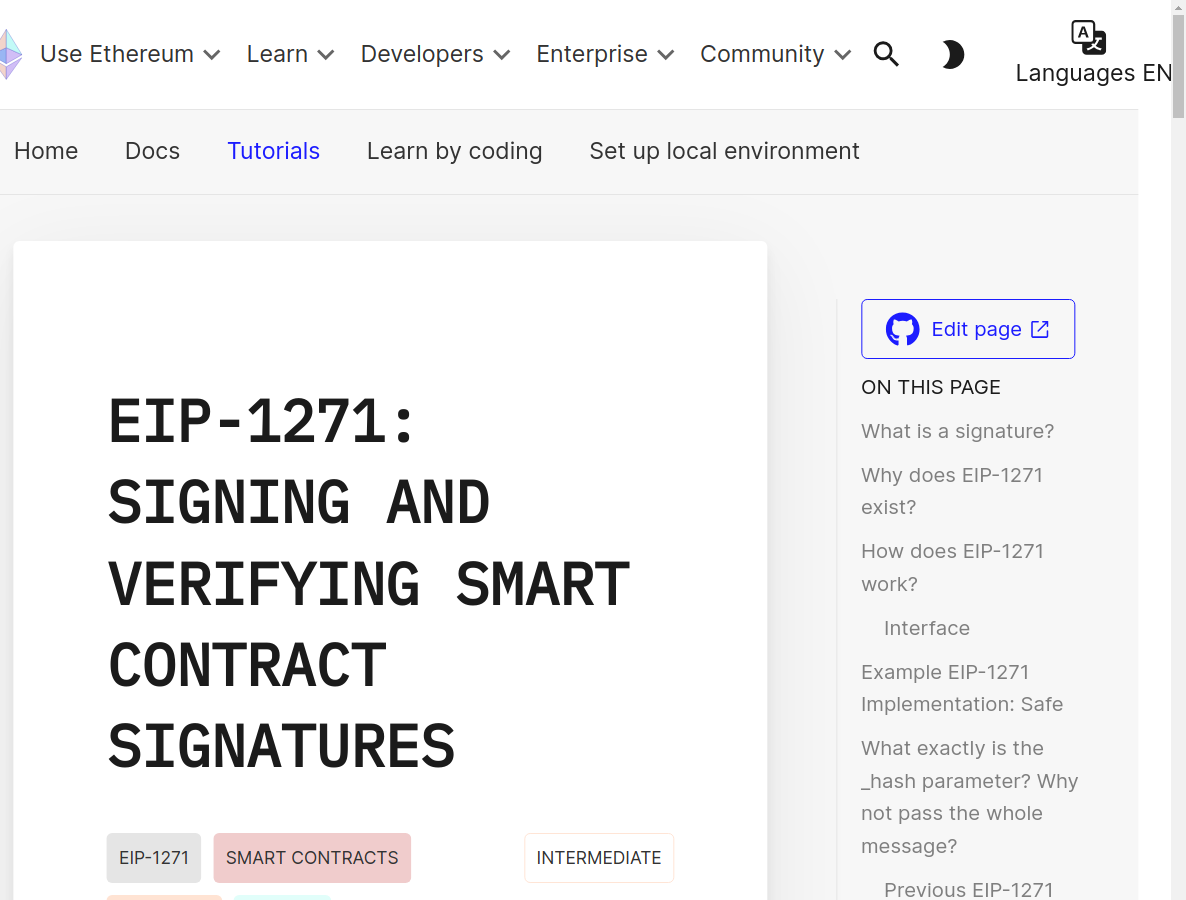 Use Ethereum Learn Developers Enterprise Community Languages EN
Home Docs Tutorials Learn by coding Set up local environment
EIP-1271:
SIGNING AND
VERIFYING SMART
CONTRACT
SIGNATURES
EIP-1271 SMART CONTRACTS INTERMEDIATE
Edit page
ON THIS PAGE
What is a signature?
Why does EIP-1271
exist?
How does EIP-1271
work?
Interface
Example EIP-1271
Implementation: Safe
What exactly is the
_hash parameter? Why
not pass the whole
message?
Previous EIP-1271